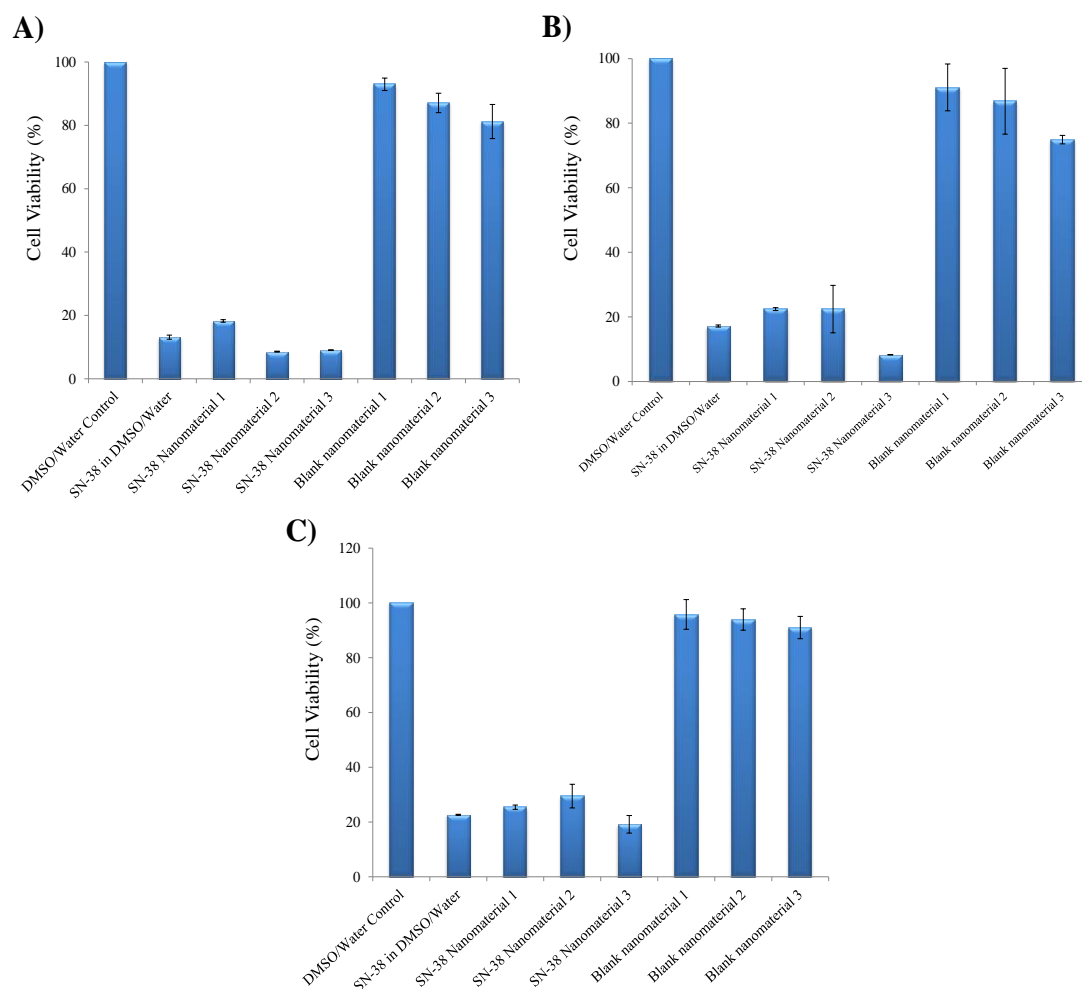 A)
Cell Viability (%)
100
80
60
40
20
0
DMSO/Water Control
SN-38 in DMSO/Water
SN-38 Nanomaterial 1
SN-38 Nanomaterial 2
SN-38 Nanomaterial 3
Blank nanomaterial 1
Blank nanomaterial 2
Blank nanomaterial 3
B)
Cell Viability (%)
100
80
60
40
20
0
DMSO/Water Control
SN-38 in DMSO/Water
SN-38 Nanomaterial 1
SN-38 Nanomaterial 2
SN-38 Nanomaterial 3
Blank nanomaterial 1
Blank nanomaterial 2
Blank nanomaterial 3
C)
Cell Viability (%)
120
100
80
60
40
20
0
DMSO/Water Control
SN-38 in DMSO/Water
SN-38 Nanomaterial 1
SN-38 Nanomaterial 2
SN-38 Nanomaterial 3
Blank nanomaterial 1
Blank nanomaterial 2
Blank nanomaterial 3